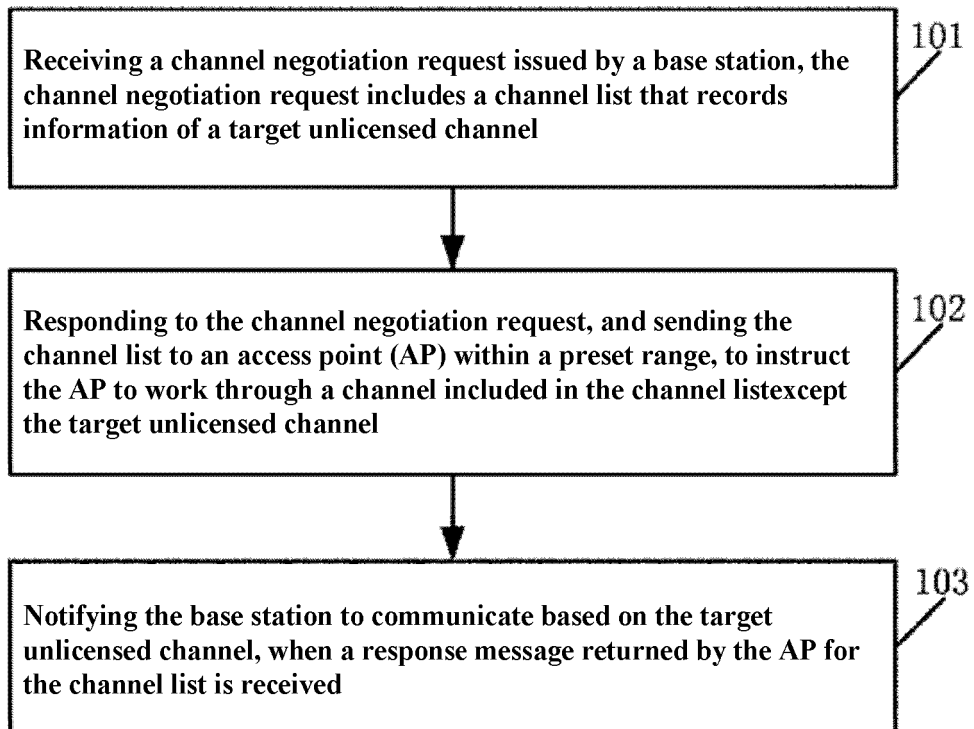 101
Receiving a channel negotiation request issued by a base station, the
channel negotiation request includes a channel list that records
information of a target unlicensed channel
102
Responding to the channel negotiation request, and sending the
channel list to an access point (AP) within a preset range, to instruct
the AP to work through a channel included in the channel listexcept
the target unlicensed channel
103
Notifying the base station to communicate based on the target
unlicensed channel, when a response message returned by the AP for
the channel list is received